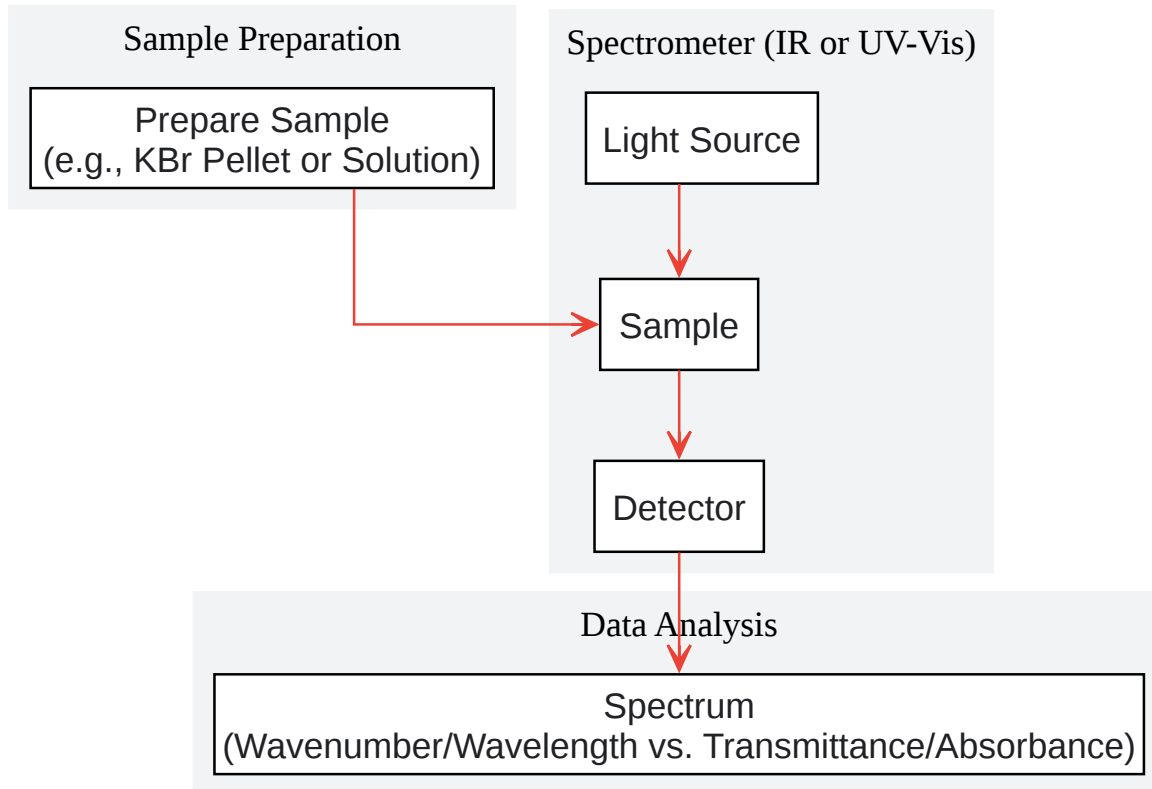 Sample Preparation
Prepare Sample
(e.g., KBr Pellet or Solution)
Spectrometer (IR or UV-Vis)
Light Source
Sample
Detector
Data Analysis
Spectrum
(Wavenumber/Wavelength vs. Transmittance/Absorbance)